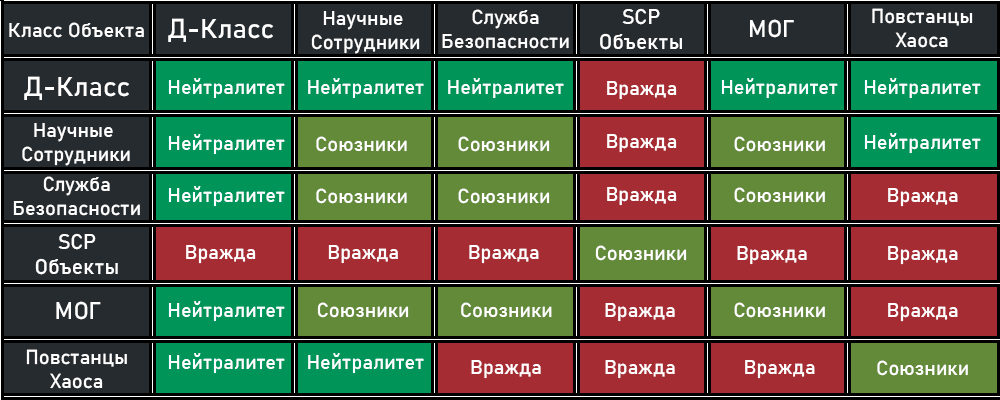 Класс Объекта Д-Класс Научные Сотрудники Служба Безопасности SCP Объекты МОГ Повстанцы Хаоса
Д-Класс Нейтралитет Нейтралитет Нейтралитет Вражда Нейтралитет Нейтралитет
Научные Сотрудники Нейтралитет Союзники Союзники Вражда Союзники Нейтралитет
Служба Безопасности Нейтралитет Союзники Союзники Вражда Союзники Вражда
SCP Объекты Вражда Вражда Вражда Союзники Вражда Вражда
МОГ Нейтралитет Союзники Союзники Вражда Союзники Вражда
Повстанцы Хаоса Нейтралитет Нейтралитет Вражда Вражда Вражда Союзники